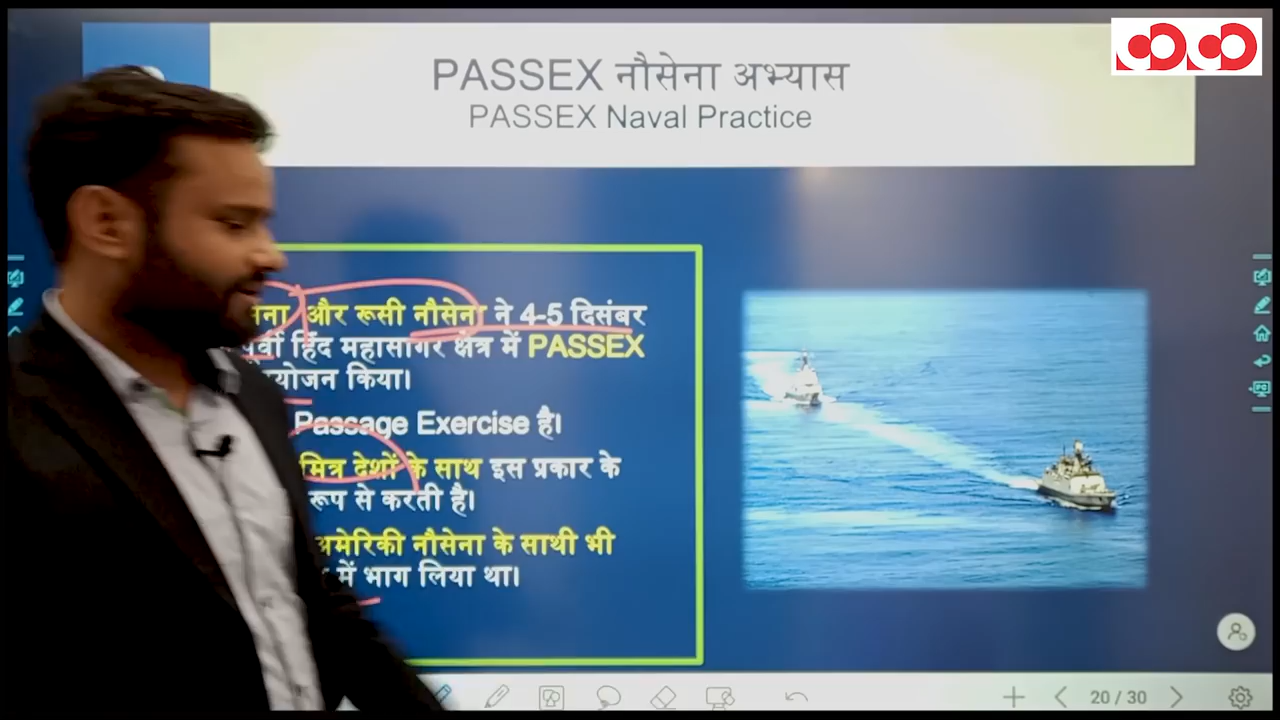 PASSEX नौसेना अभ्यास
PASSEX Naval Practice
और रूसी नौसेना ने 4-5 दिसंबर
हिंद महासागर क्षेत्र में PASSEX
किया।
Passage Exercise है।
मित्र देशों के साथ इस प्रकार के
रूप से करती है।
अमेरिकी नौसेना के साथी भी
में भाग लिया था।
20 / 30